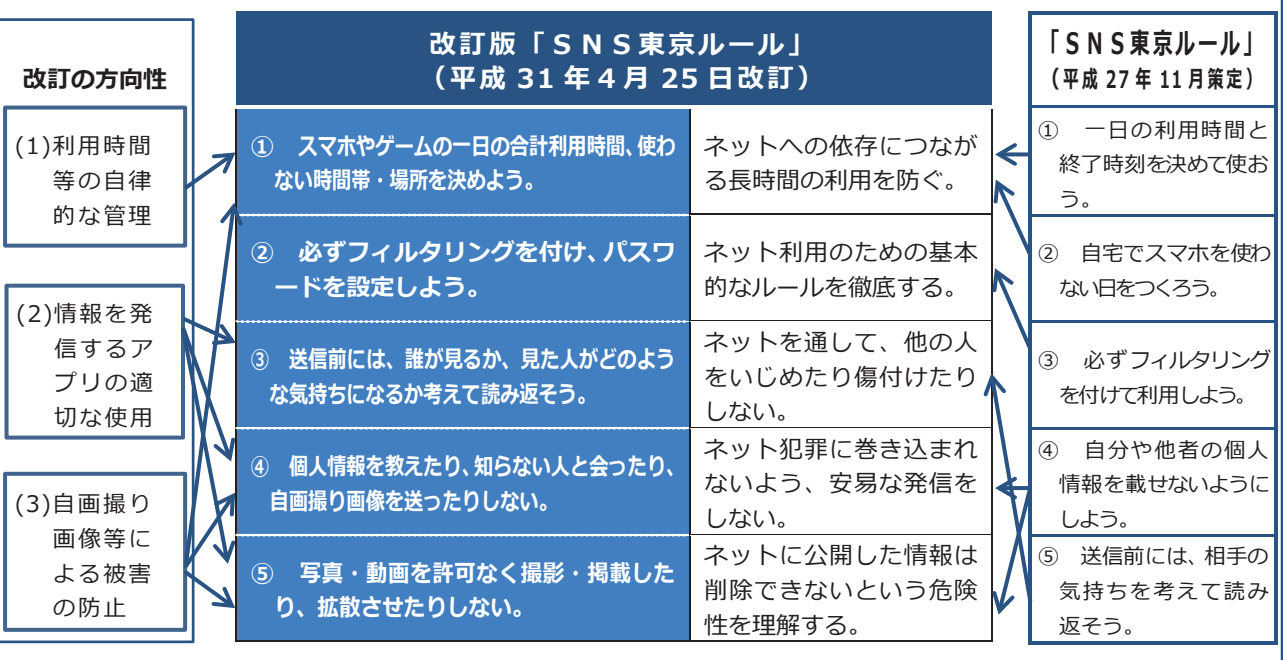 改訂の方向性
(1)利用時間
等の自律
的な管理
(2)情報を発
信するア
プリの適
切な使用
(3)自画撮り
画像等に
よる被害
の防止
改訂版「ＳＮＳ東京ルール」
（平成 31 年４月 25 日改訂）
① スマホやゲームの一日の合計利用時間、使わ
ない時間帯・場所を決めよう。
ネットへの依存につなが
る長時間の利用を防ぐ。
② 必ずフィルタリングを付け、パスワ
ードを設定しよう。
ネット利用のための基本
的なルールを徹底する。
③ 送信前には、誰が見るか、見た人がどのよう
な気持ちになるか考えて読み返そう。
ネットを通して、他の人
をいじめたり傷付けたり
しない。
④ 個人情報を教えたり、知らない人と会ったり、
自画撮り画像を送ったりしない。
ネット犯罪に巻き込まれ
ないよう、安易な発信を
しない。
⑤ 写真・動画を許可なく撮影・掲載した
り、拡散させたりしない。
ネットに公開した情報は
削除できないという危険
性を理解する。
「ＳＮＳ東京ルール」
（平成 27 年 11 月策定）
① 一日の利用時間と
終了時刻を決めて使お
う。
② 自宅でスマホを使わ
ない日をつくろう。
③ 必ずフィルタリング
を付けて利用しよう。
④ 自分や他者の個人
情報を載せないように
しよう。
⑤ 送信前には、相手の
気持ちを考えて読み
返そう。